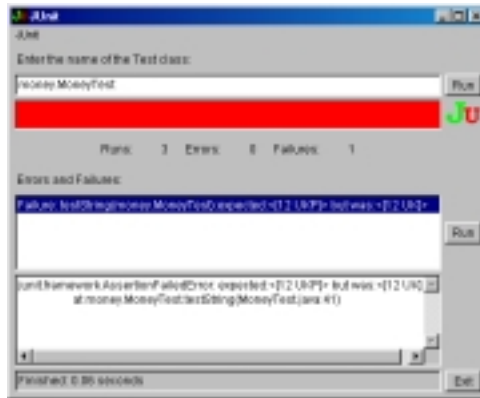 JUnit
JUnit
Enter the name of the Test class:
money.MoneyTest
Run
JU
Runs: 3 Errors: 0 Failures: 1
Errors and Failures:
Failure: testString(money.MoneyTest):expected:<[12 UKP]> but was:<[12 UK]>
Run
junit.framework.AssertionFailedError: expected:<[12 UKP]> but was:<[12 UK]
at money.MoneyTest.testString(MoneyTest.java:41)
Finished: 0.06 seconds
Exit